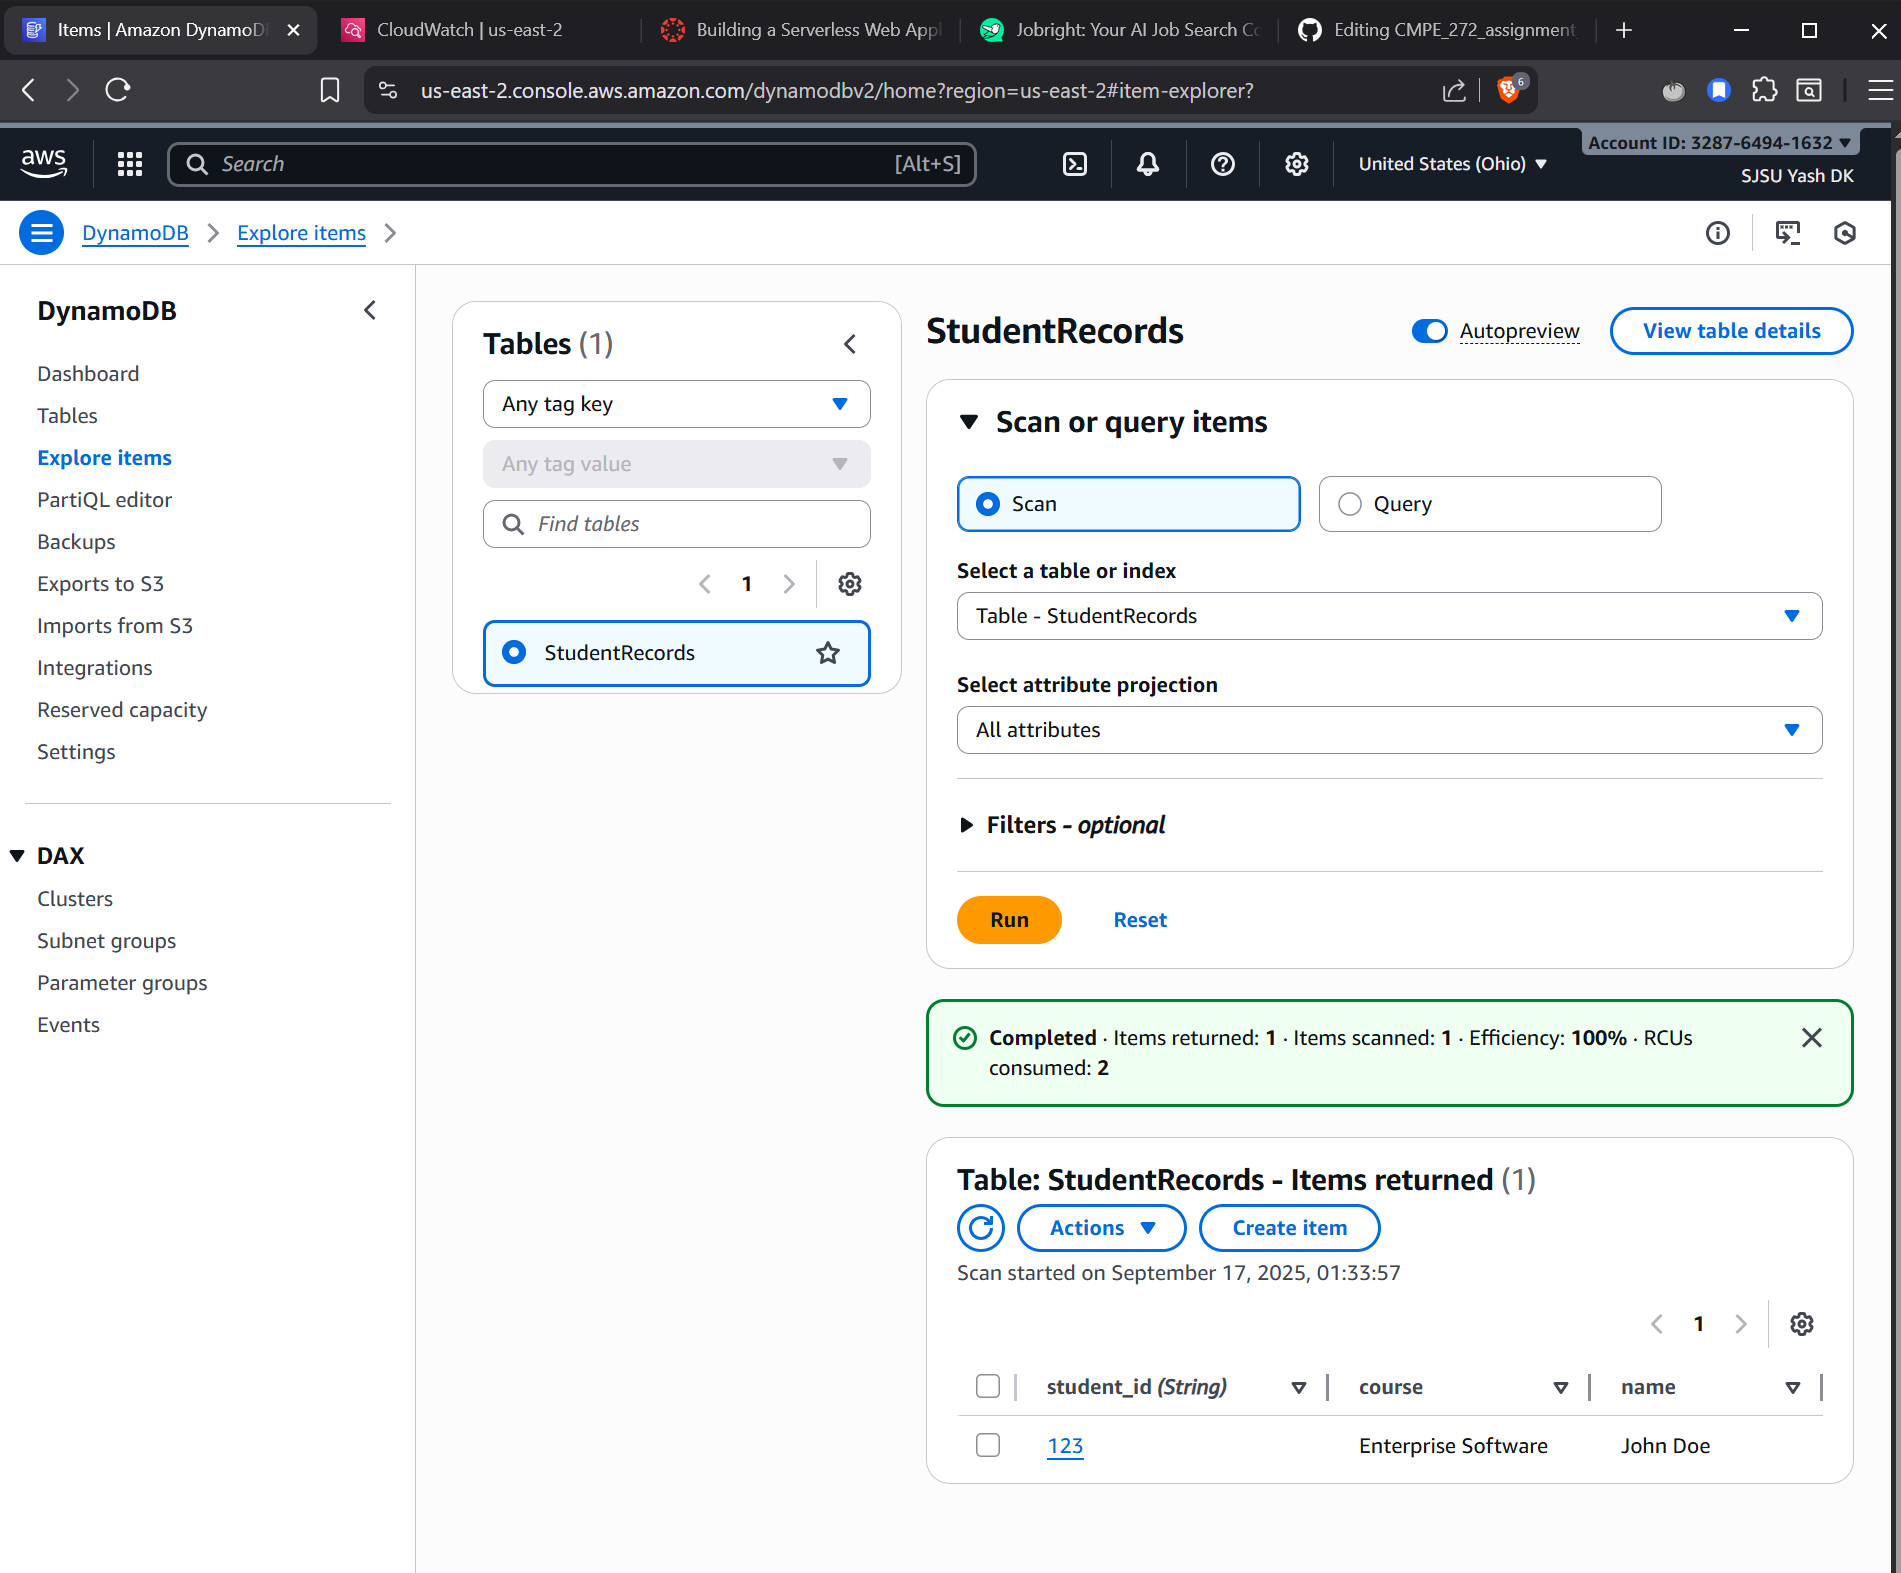 Items | Amazon DynamoD
CloudWatch | us-east-2
Building a Serverless Web Appl
Jobright: Your AI Job Search Co
Editing CMPE_272_assignment
us-east-2.console.aws.amazon.com/dynamodbv2/home?region=us-east-2#item-explorer?
6
aws
Search
[Alt+S]
United States (Ohio)
Account ID: 3287-6494-1632
SJSU Yash DK
DynamoDB
Explore items
DynamoDB
Dashboard
Tables
Explore items
PartiQL editor
Backups
Exports to S3
Imports from S3
Integrations
Reserved capacity
Settings
DAX
Clusters
Subnet groups
Parameter groups
Events
Tables (1)
Any tag key
Any tag value
Find tables
1
StudentRecords
StudentRecords
Autopreview
View table details
Scan or query items
Scan
Query
Select a table or index
Table - StudentRecords
Select attribute projection
All attributes
Filters - optional
Run
Reset
Completed · Items returned: 1 · Items scanned: 1 · Efficiency: 100% · RCUs
consumed: 2
Table: StudentRecords - Items returned (1)
Actions
Create item
Scan started on September 17, 2025, 01:33:57
1
student_id (String)
course
name
123
Enterprise Software
John Doe